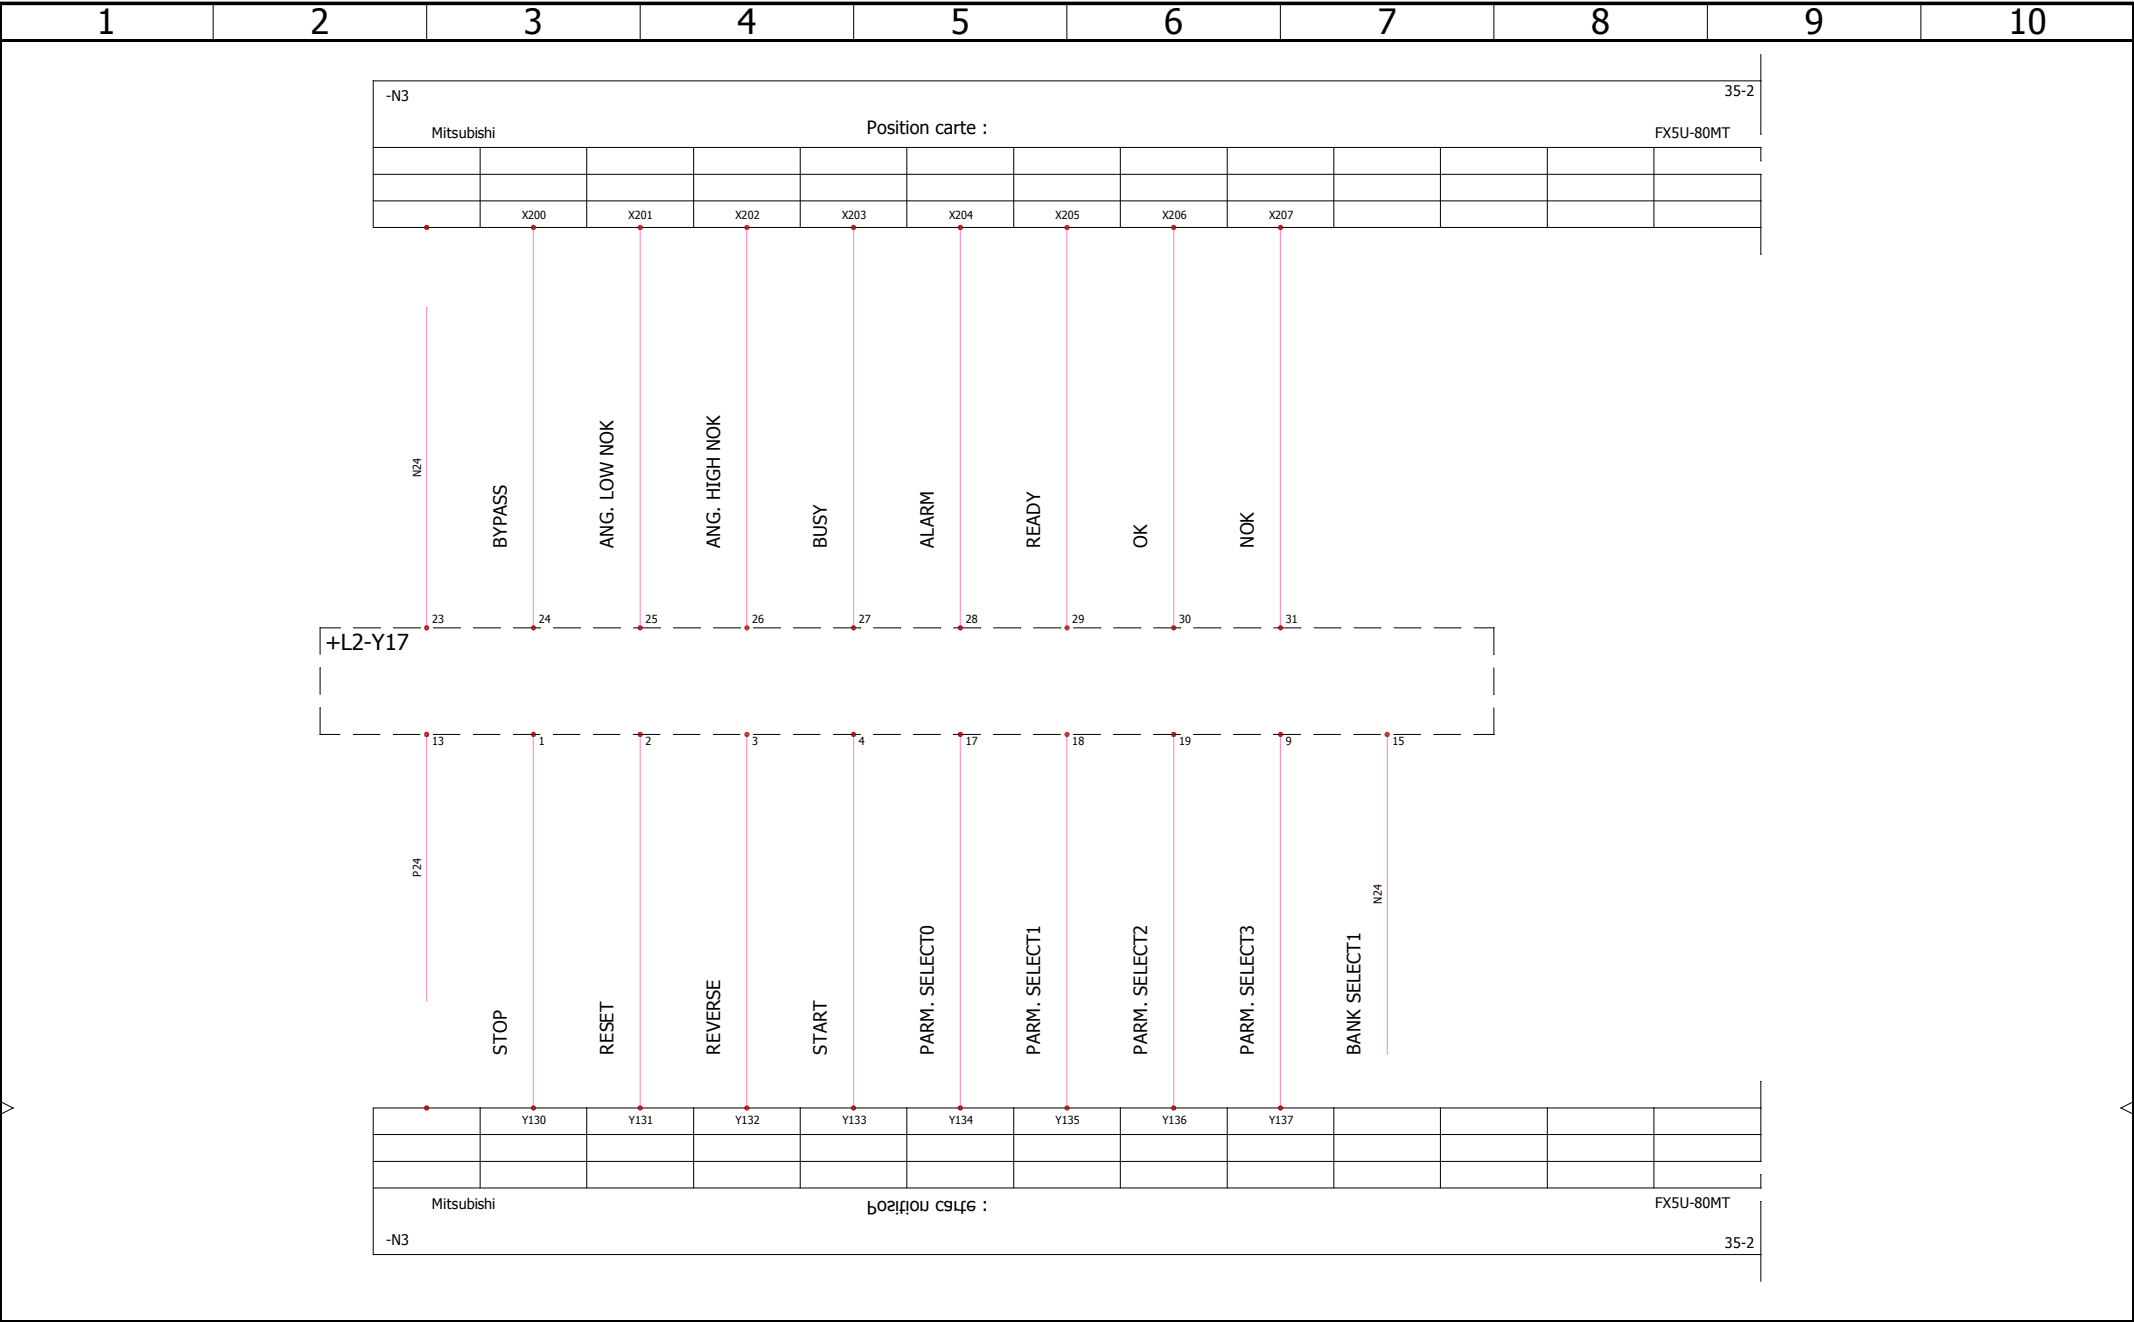 1 2 3 4 5 6 7 8 9 10
-N3 35-2
Mitsubishi Position carte : FX5U-80MT
X200 X201 X202 X203 X204 X205 X206 X207
N24
BYPASS
ANG. LOW NOK
ANG. HIGH NOK
BUSY
ALARM
READY
OK
NOK
23 24 25 26 27 28 29 30 31
+L2-Y17
13 1 2 3 4 17 18 19 9 15
P24
STOP
RESET
REVERSE
START
PARM. SELECT0
PARM. SELECT1
PARM. SELECT2
PARM. SELECT3
BANK SELECT1
N24
Y130 Y131 Y132 Y133 Y134 Y135 Y136 Y137
Mitsubishi Position carte : FX5U-80MT
-N3 35-2